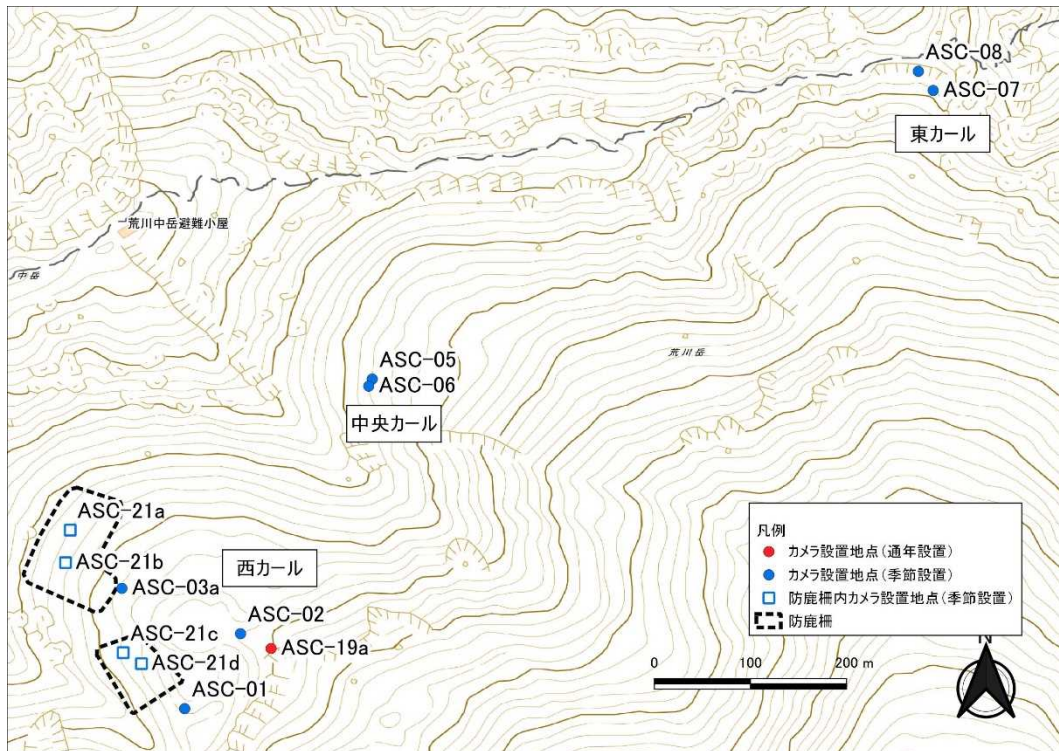 ASC-08
ASC-07
東カール
荒川中岳避難小屋
中岳
荒川岳
ASC-05
ASC-06
中央カール
ASC-21a
ASC-21b
ASC-03a
西カール
ASC-02
ASC-21c
ASC-19a
ASC-21d
ASC-01
凡例
カメラ設置地点(通年設置)
カメラ設置地点(季節設置)
防鹿柵内カメラ設置地点(季節設置)
防鹿柵
N
0 100 200 m